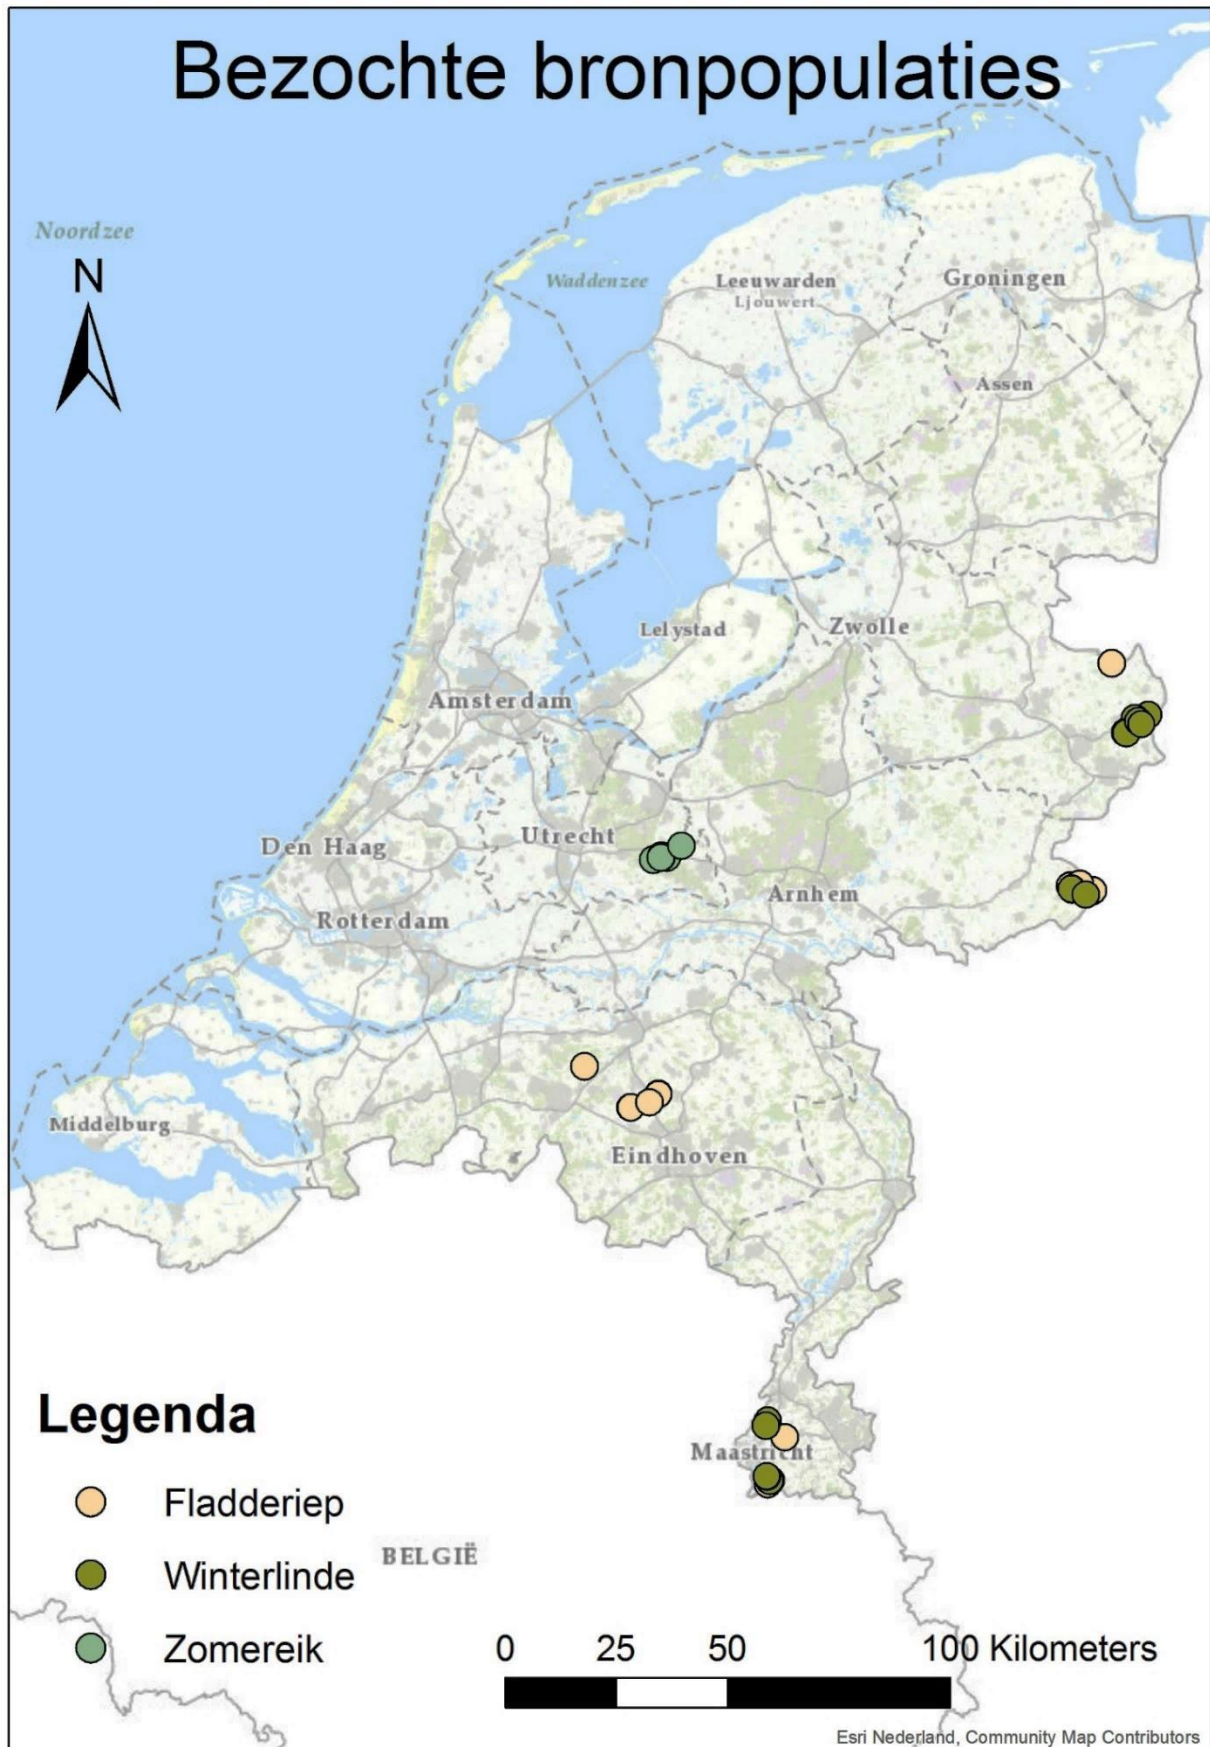 Bezochte bronpopulaties
Noordzee
N
Waddenzee
Leeuwarden
Ljouwert
Groningen
Assen
Lelystad
Zwolle
Amsterdam
Den Haag
Utrecht
Arnhem
Rotterdam
Middelburg
Eindhoven
Maastricht
BELGIË
Legenda
Fladderiep
Winterlinde
Zomereik
0 25 50 100 Kilometers
Esri Nederland, Community Map Contributors